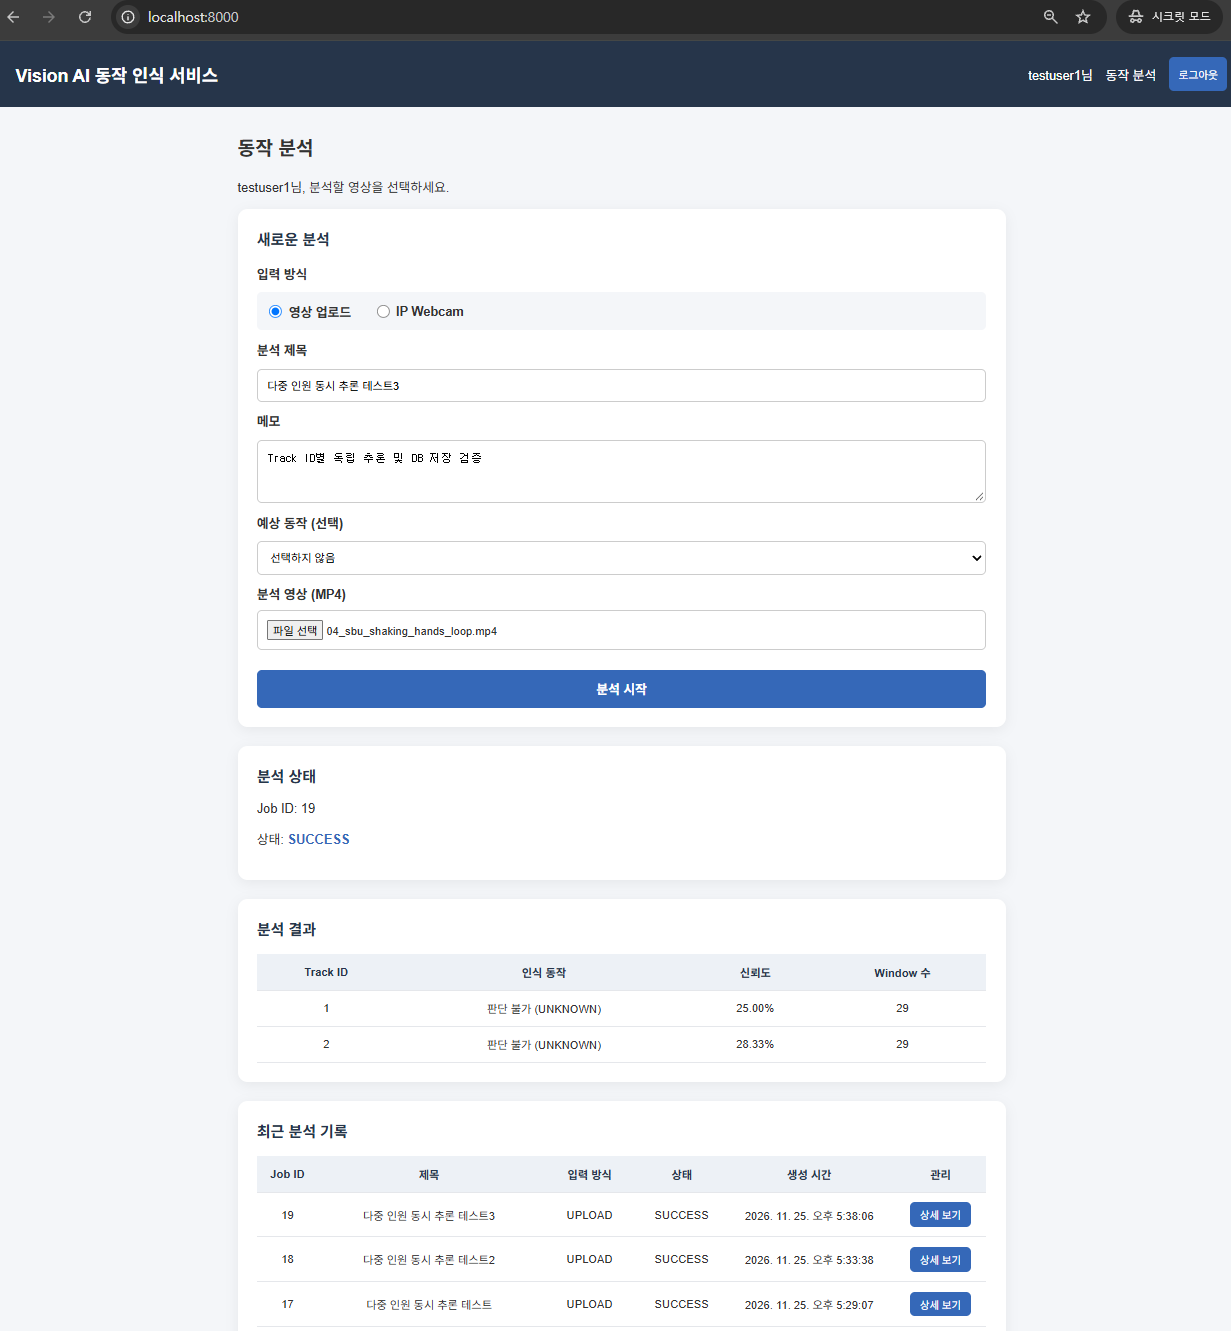 localhost:8000
시크릿 모드
Vision AI 동작 인식 서비스
testuser1님 동작 분석 로그아웃
동작 분석
testuser1님, 분석할 영상을 선택하세요.
새로운 분석
입력 방식
영상 업로드 IP Webcam
분석 제목
다중 인원 동시 추론 테스트3
메모
Track ID별 독립 추론 및 DB 저장 검증
예상 동작 (선택)
선택하지 않음
분석 영상 (MP4)
파일 선택 04_sbu_shaking_hands_loop.mp4
분석 시작
분석 상태
Job ID: 19
상태: SUCCESS
분석 결과
Track ID 인식 동작 신뢰도 Window 수
1 판단 불가 (UNKNOWN) 25.00% 29
2 판단 불가 (UNKNOWN) 28.33% 29
최근 분석 기록
Job ID 제목 입력 방식 상태 생성 시간 관리
19 다중 인원 동시 추론 테스트3 UPLOAD SUCCESS 2026. 11. 25. 오후 5:38:06 상세 보기
18 다중 인원 동시 추론 테스트2 UPLOAD SUCCESS 2026. 11. 25. 오후 5:33:38 상세 보기
17 다중 인원 동시 추론 테스트 UPLOAD SUCCESS 2026. 11. 25. 오후 5:29:07 상세 보기